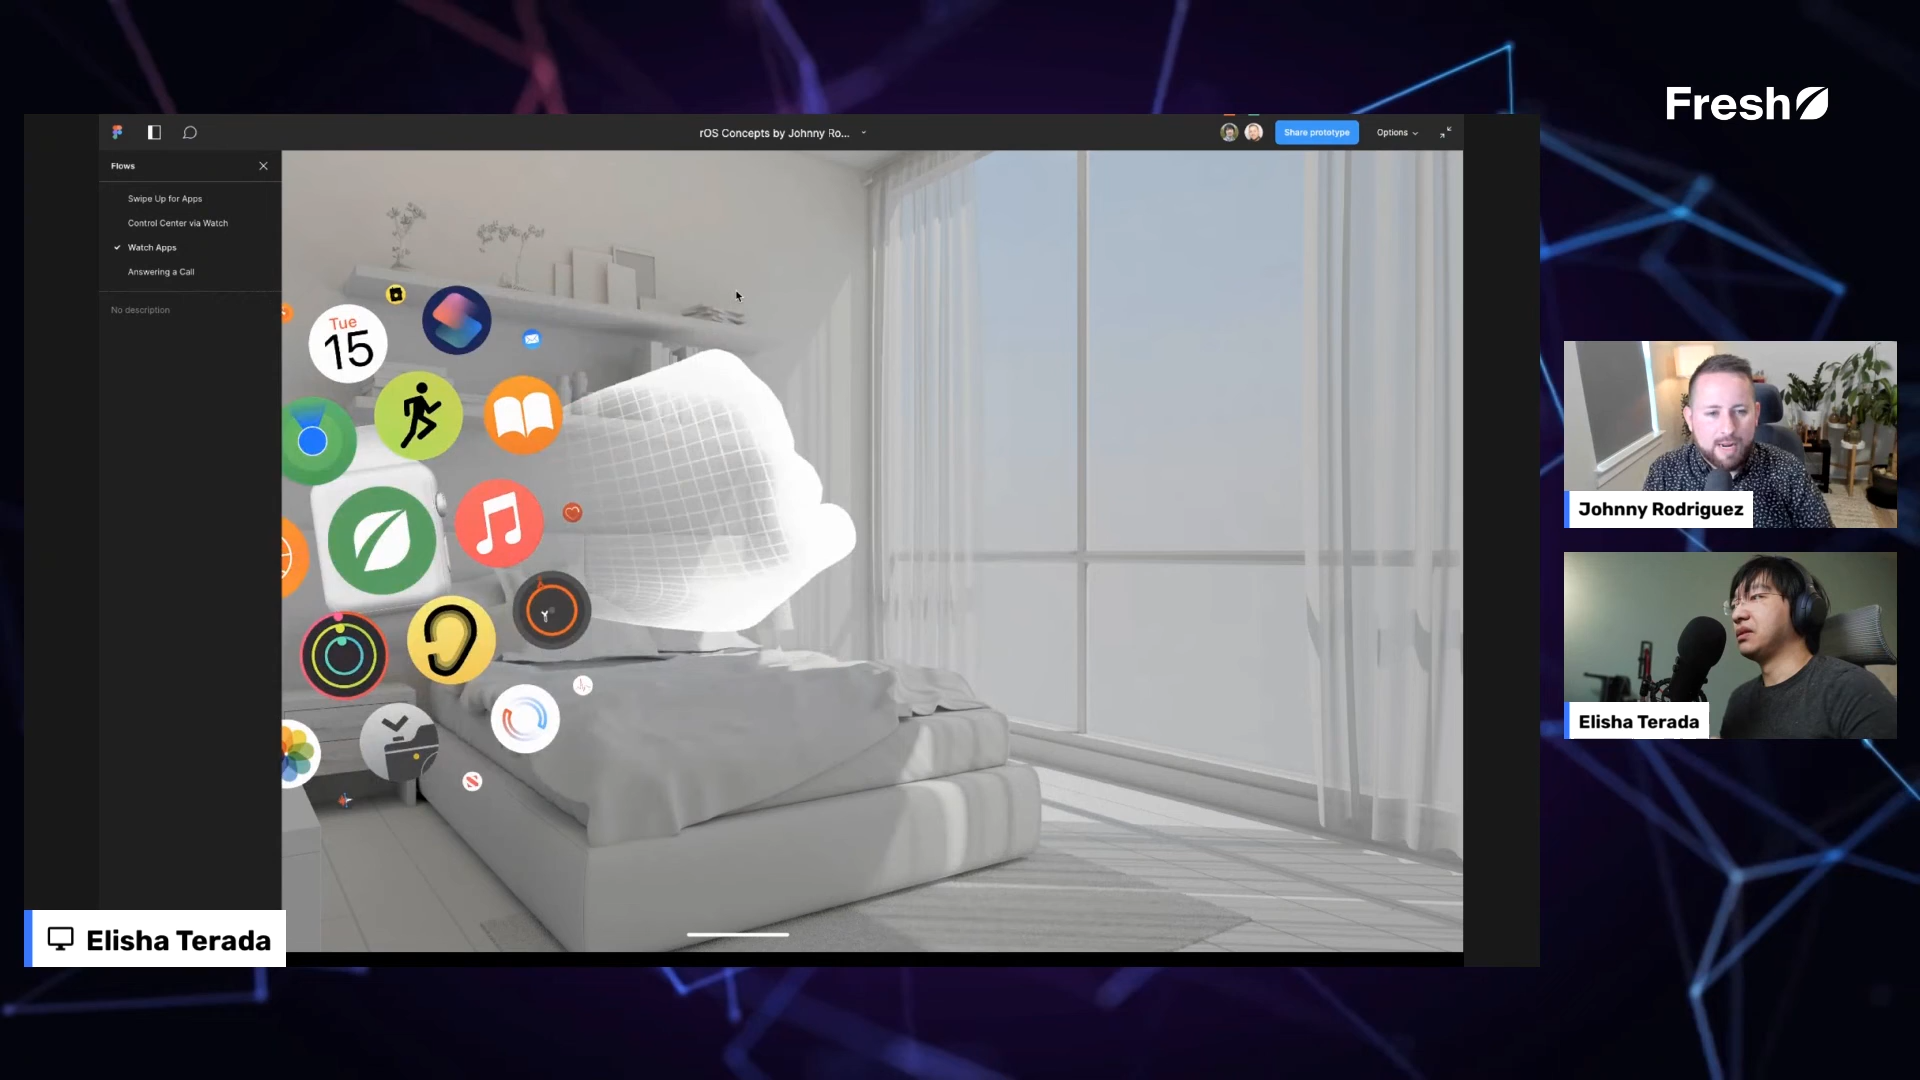 Fresh
rOS Concepts by Johnny Ro...
Share prototype
Options
Flows
Swipe Up for Apps
Control Center via Watch
Watch Apps
Answering a Call
No description
Tue
15
Johnny Rodriguez
Elisha Terada
Elisha Terada